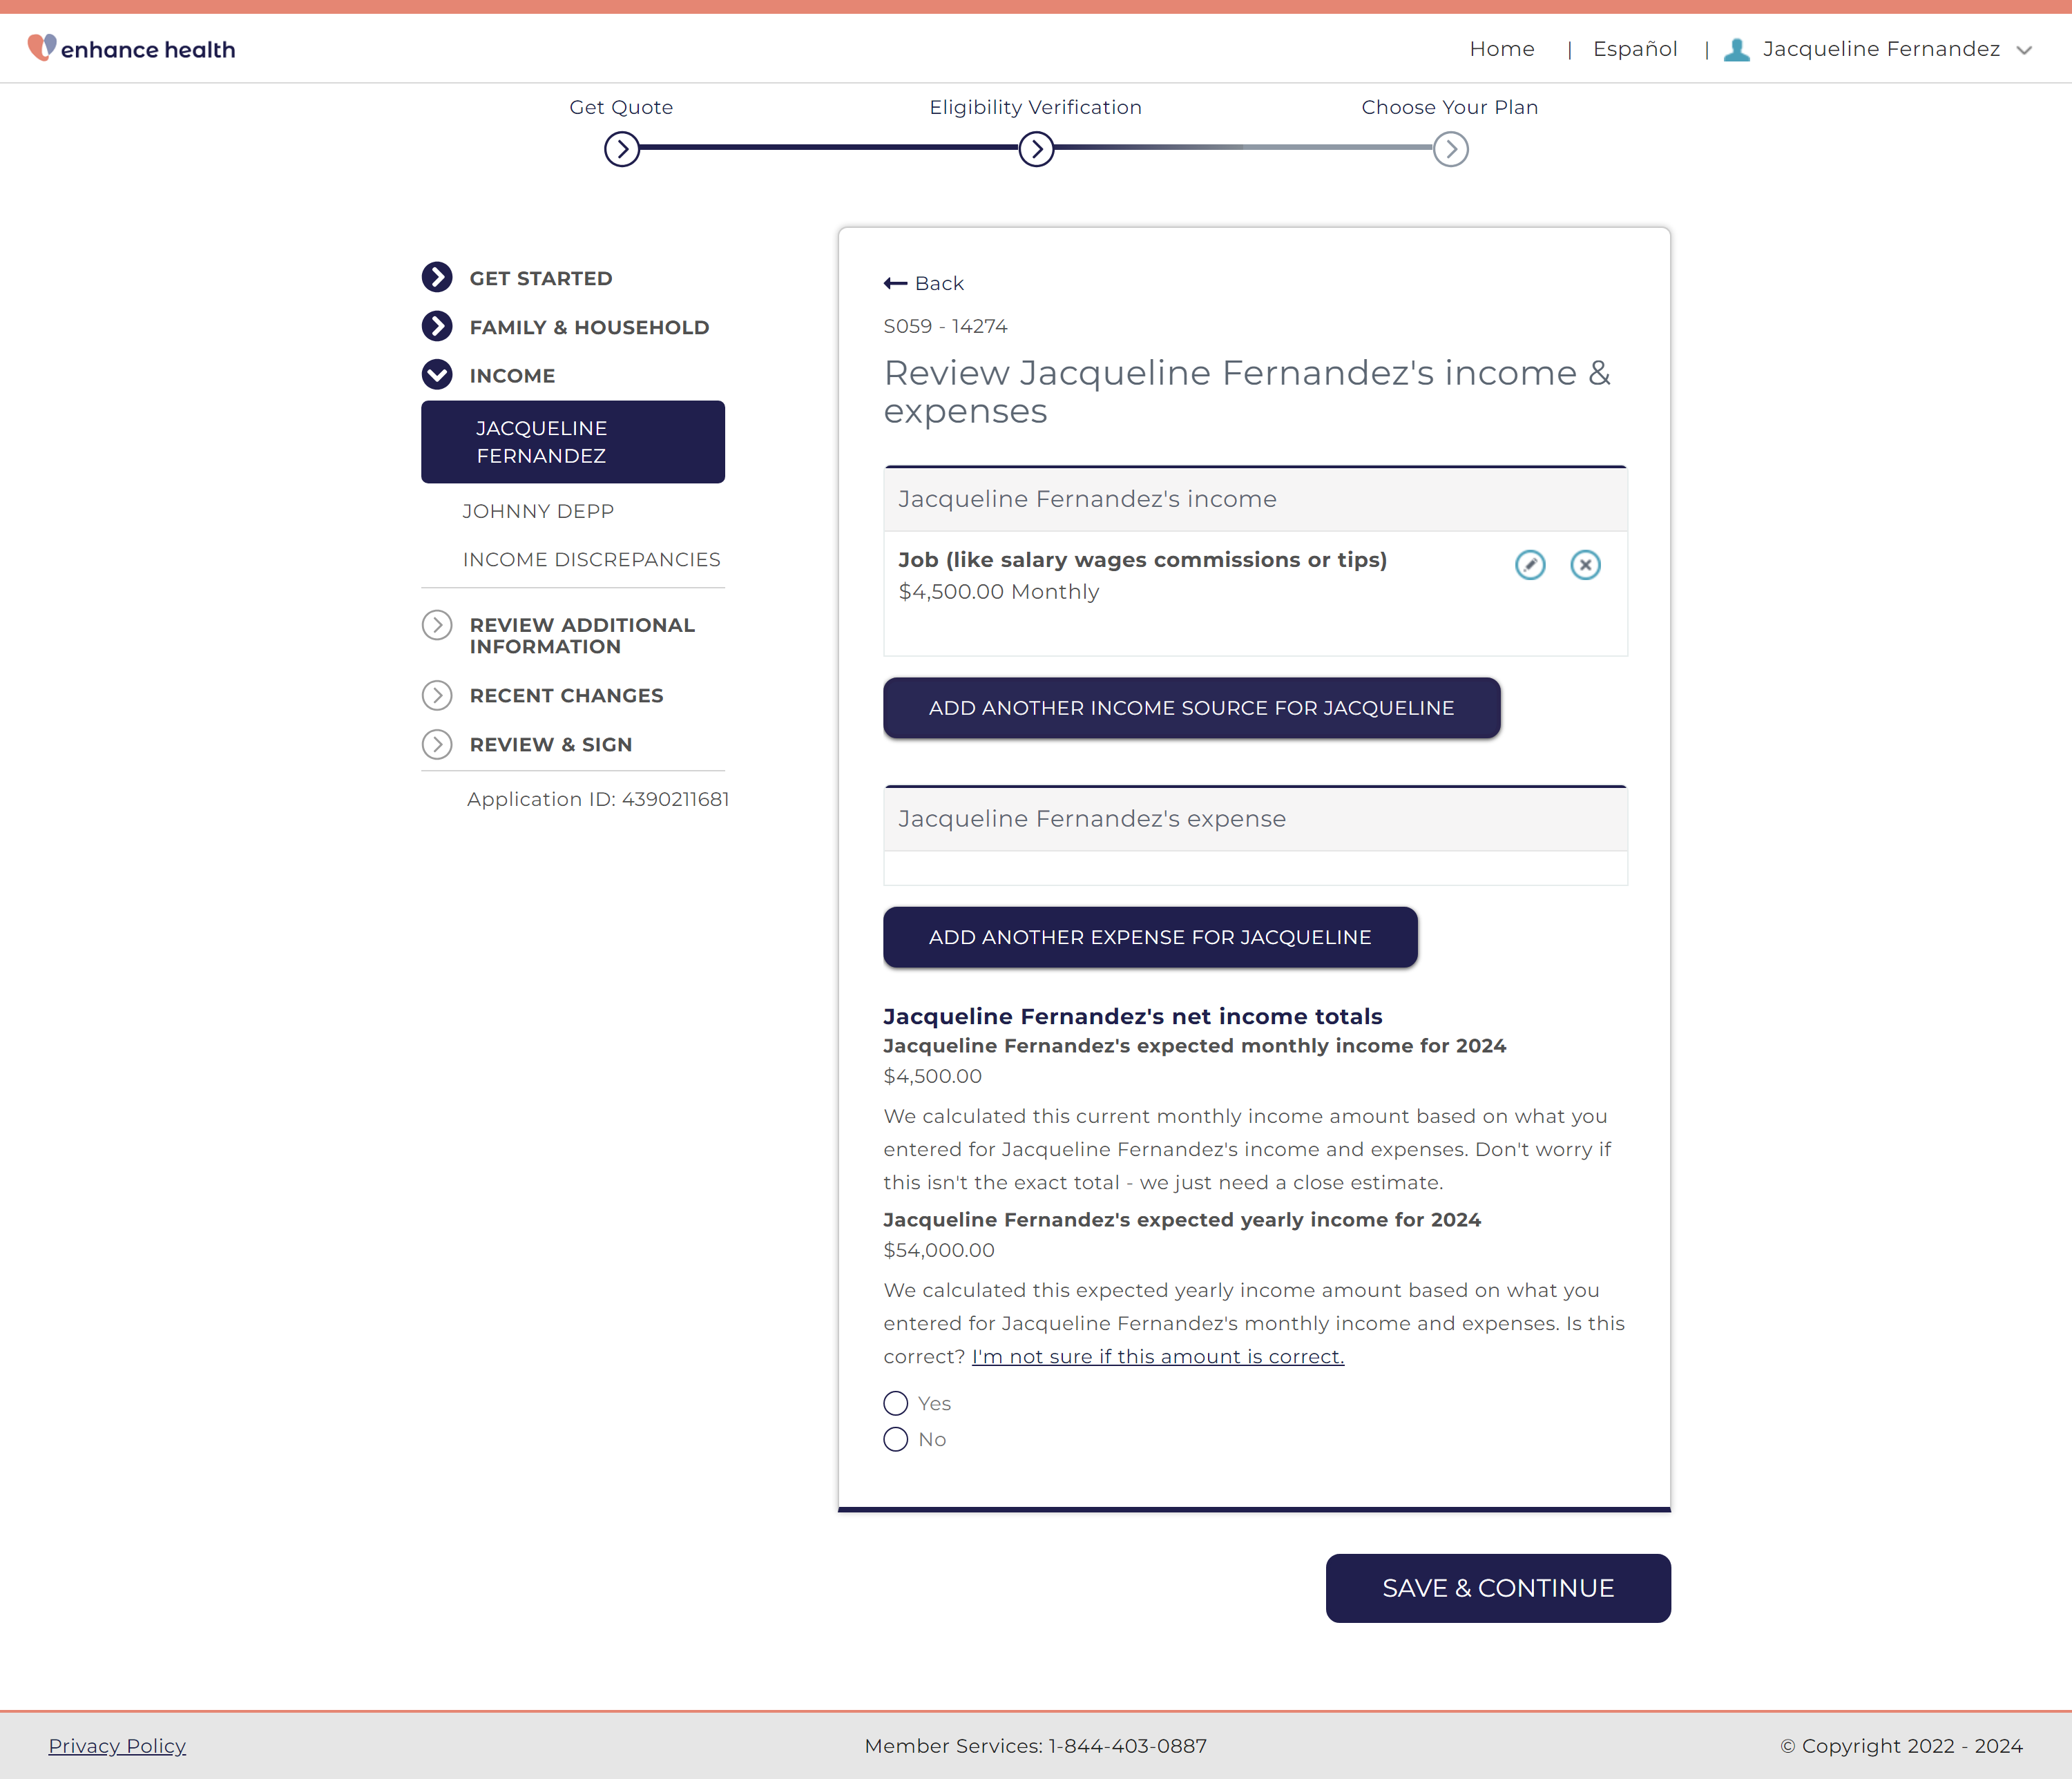 enhance health
Home | Español | Jacqueline Fernandez
Get Quote
Eligibility Verification
Choose Your Plan
GET STARTED
FAMILY & HOUSEHOLD
INCOME
JACQUELINE
FERNANDEZ
JOHNNY DEPP
INCOME DISCREPANCIES
REVIEW ADDITIONAL
INFORMATION
RECENT CHANGES
REVIEW & SIGN
Application ID: 4390211681
Back
S059 - 14274
Review Jacqueline Fernandez's income &
expenses
Jacqueline Fernandez's income
Job (like salary wages commissions or tips)
$4,500.00 Monthly
ADD ANOTHER INCOME SOURCE FOR JACQUELINE
Jacqueline Fernandez's expense
ADD ANOTHER EXPENSE FOR JACQUELINE
Jacqueline Fernandez's net income totals
Jacqueline Fernandez's expected monthly income for 2024
$4,500.00
We calculated this current monthly income amount based on what you
entered for Jacqueline Fernandez's income and expenses. Don't worry if
this isn't the exact total - we just need a close estimate.
Jacqueline Fernandez's expected yearly income for 2024
$54,000.00
We calculated this expected yearly income amount based on what you
entered for Jacqueline Fernandez's monthly income and expenses. Is this
correct? I'm not sure if this amount is correct.
Yes
No
SAVE & CONTINUE
Privacy Policy
Member Services: 1-844-403-0887
© Copyright 2022 - 2024